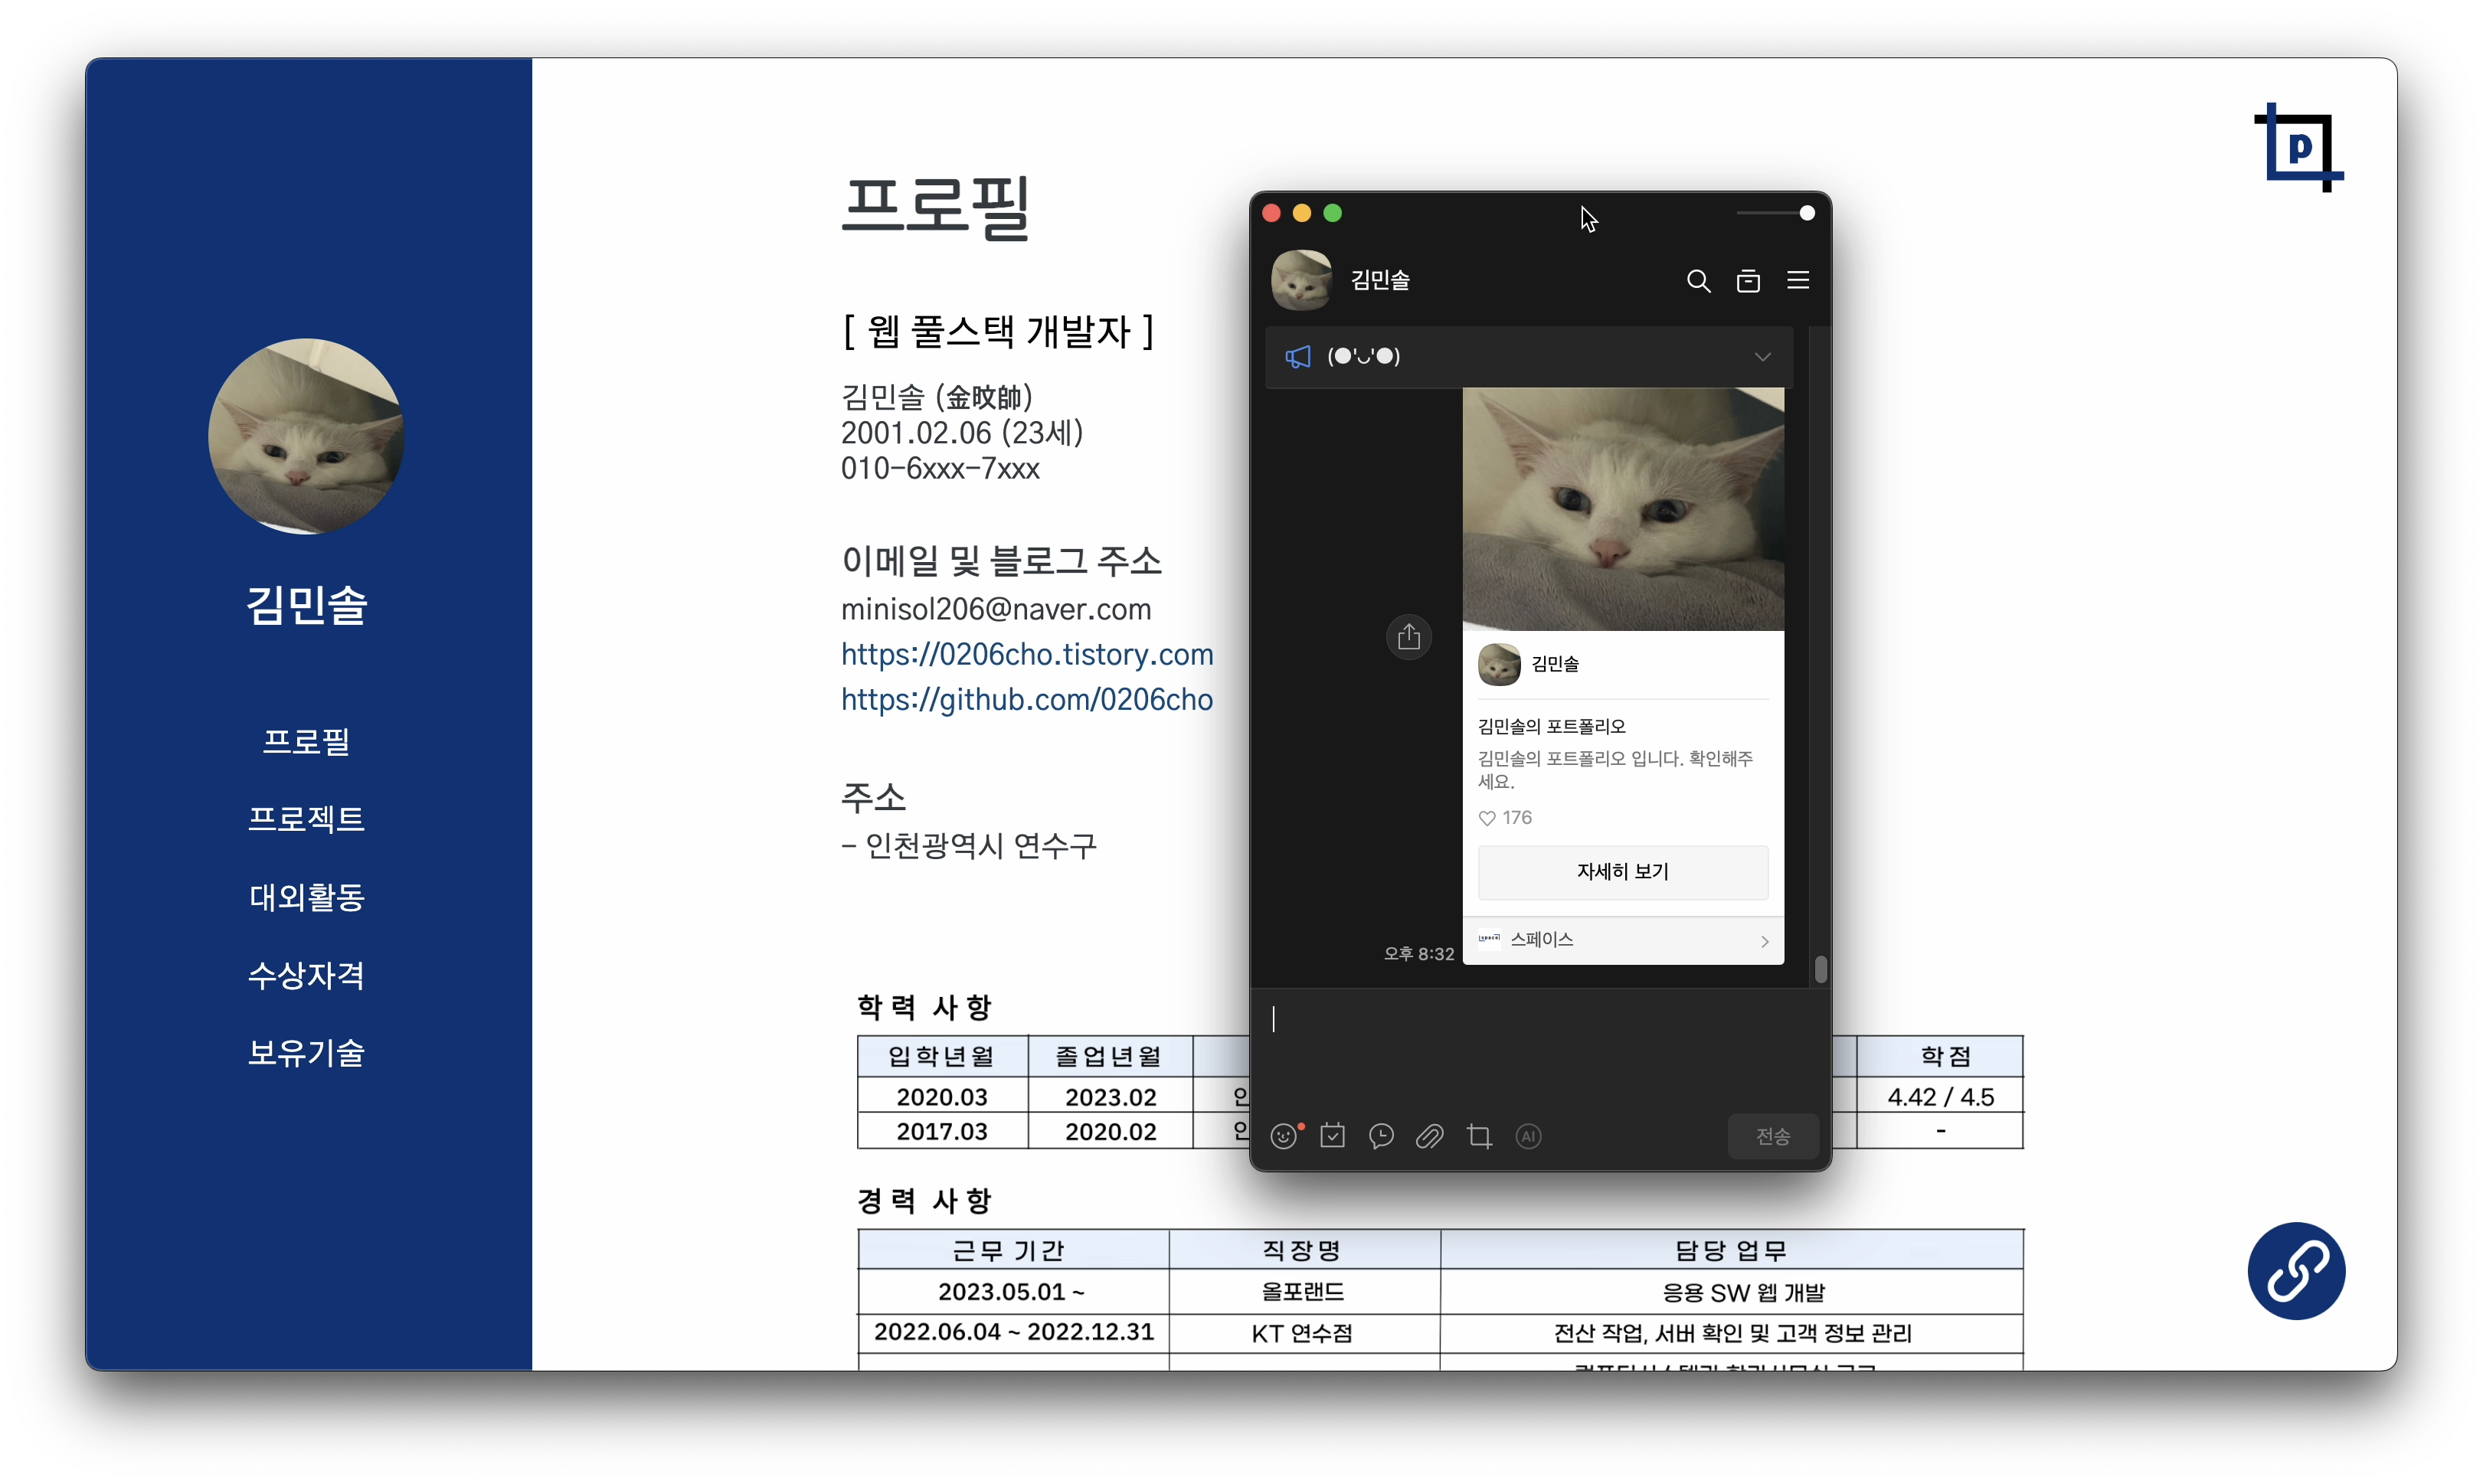 김민솔
프로필
프로젝트
대외활동
수상자격
보유기술
프로필
[ 웹 풀스택 개발자 ]
김민솔 (金旼帥)
2001.02.06 (23세)
010-6xxx-7xxx
이메일 및 블로그 주소
minisol206@naver.com
https://0206cho.tistory.com
https://github.com/0206cho
주소
- 인천광역시 연수구
학력 사항
입학년월 졸업년월 학점
2020.03 2023.02 4.42 / 4.5
2017.03 2020.02 -
경력 사항
근무 기간 직장명 담당 업무
2023.05.01 ~ 올포랜드 응용 SW 웹 개발
2022.06.04 ~ 2022.12.31 KT 연수점 전산 작업, 서버 확인 및 고객 정보 관리
p
김민솔
(●'◡'●)
김민솔
김민솔의 포트폴리오
김민솔의 포트폴리오 입니다. 확인해주
세요.
176
자세히 보기
스페이스
오후 8:32
AI
전송